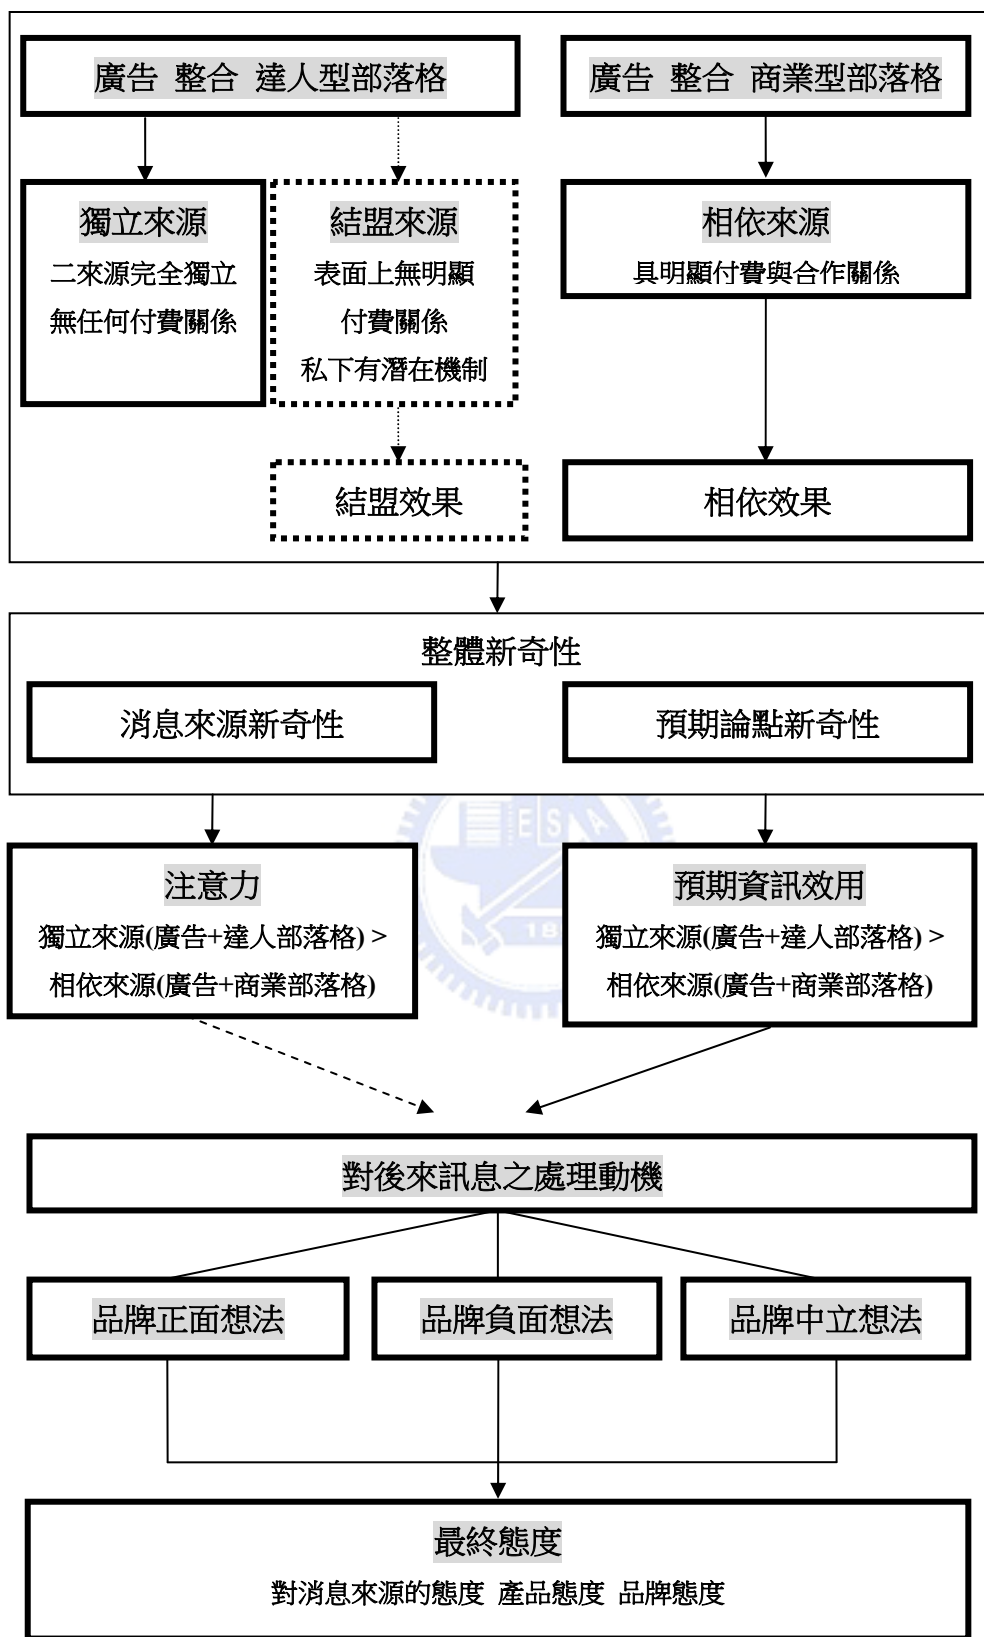 廣告 整合 達人型部落格
廣告 整合 商業型部落格
獨立來源
二來源完全獨立
無任何付費關係
結盟來源
表面上無明顯
付費關係
私下有潛在機制
相依來源
具明顯付費與合作關係
結盟效果
相依效果
整體新奇性
消息來源新奇性
預期論點新奇性
注意力
獨立來源(廣告+達人部落格) >
相依來源(廣告+商業部落格)
預期資訊效用
獨立來源(廣告+達人部落格) >
相依來源(廣告+商業部落格)
E S A
18
對後來訊息之處理動機
品牌正面想法
品牌負面想法
品牌中立想法
最終態度
對消息來源的態度 產品態度 品牌態度